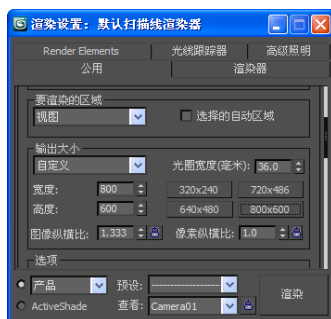 渲染设置: 默认扫描线渲染器
Render Elements 光线跟踪器 高级照明
公用 渲染器
要渲染的区域
视图 选择的自动区域
输出大小
自定义 光圈宽度(毫米): 36.0
宽度: 800 320x240 720x486
高度: 600 640x480 800x600
图像纵横比: 1.333 像素纵横比: 1.0
选项
产品 预设: --------------------
ActiveShade 查看: Camera01 渲染